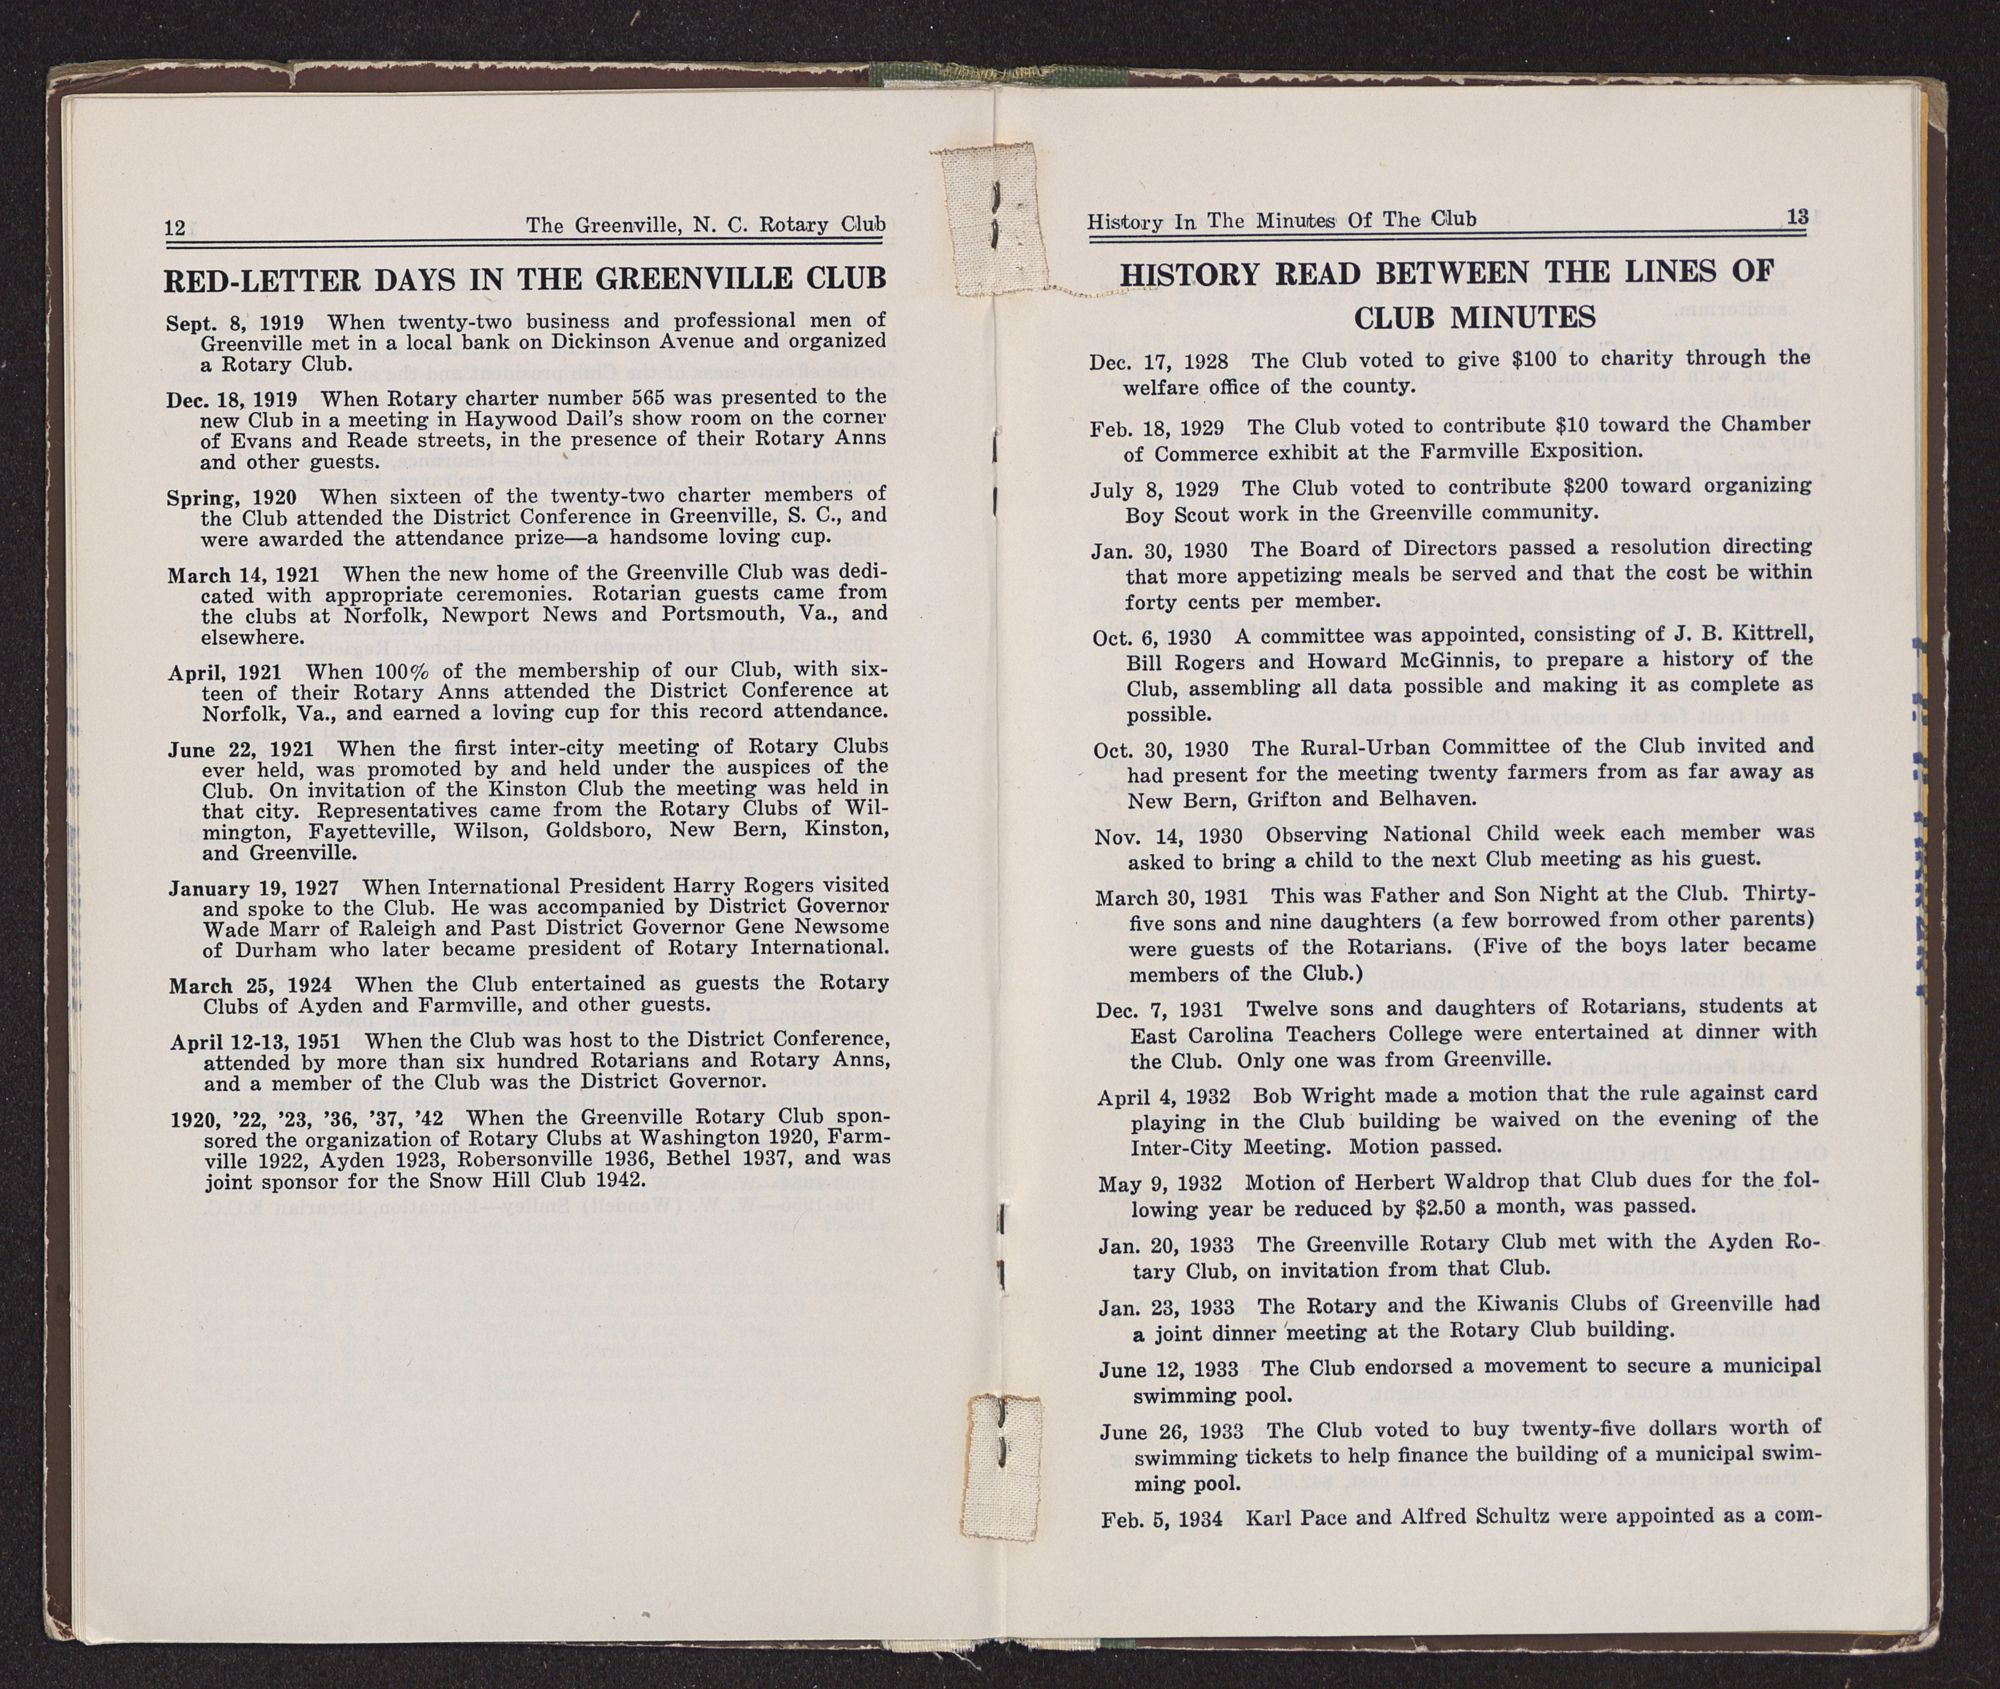 12 The Greenville, N. C. Rotary Club
RED-LETTER DAYS IN THE GREENVILLE CLUB
Sept. 8, 1919 When twenty-two business and professional men of
Greenville met in a local bank on Dickinson Avenue and organized
a Rotary Club.
Dec. 18, 1919 When Rotary charter number 565 was presented to the
new Club in a meeting in Haywood Dail's show room on the corner
of Evans and Reade streets, in the presence of their Rotary Anns
and other guests.
Spring, 1920 When sixteen of the twenty-two charter members of
the Club attended the District Conference in Greenville, S. C., and
were awarded the attendance prize—a handsome loving cup.
March 14, 1921 When the new home of the Greenville Club was dedi-
cated with appropriate ceremonies. Rotarian guests came from
the clubs at Norfolk, Newport News and Portsmouth, Va., and
elsewhere.
April, 1921 When 100% of the membership of our Club, with six-
teen of their Rotary Anns attended the District Conference at
Norfolk, Va., and earned a loving cup for this record attendance.
June 22, 1921 When the first inter-city meeting of Rotary Clubs
ever held, was promoted by and held under the auspices of the
Club. On invitation of the Kinston Club the meeting was held in
that city. Representatives came from the Rotary Clubs of Wil-
mington, Fayetteville, Wilson, Goldsboro, New Bern, Kinston,
and Greenville.
January 19, 1927 When International President Harry Rogers visited
and spoke to the Club. He was accompanied by District Governor
Wade Marr of Raleigh and Past District Governor Gene Newsome
of Durham who later became president of Rotary International.
March 25, 1924 When the Club entertained as guests the Rotary
Clubs of Ayden and Farmville, and other guests.
April 12-13, 1951 When the Club was host to the District Conference,
attended by more than six hundred Rotarians and Rotary Anns,
and a member of the Club was the District Governor.
1920, '22, '23, '36, '37, '42 When the Greenville Rotary Club spon-
sored the organization of Rotary Clubs at Washington 1920, Farm-
ville 1922, Ayden 1923, Robersonville 1936, Bethel 1937, and was
joint sponsor for the Snow Hill Club 1942.
History In The Minutes Of The Club 13
HISTORY READ BETWEEN THE LINES OF
CLUB MINUTES
Dec. 17, 1928 The Club voted to give $100 to charity through the
welfare office of the county.
Feb. 18, 1929 The Club voted to contribute $10 toward the Chamber
of Commerce exhibit at the Farmville Exposition.
July 8, 1929 The Club voted to contribute $200 toward organizing
Boy Scout work in the Greenville community.
Jan. 30, 1930 The Board of Directors passed a resolution directing
that more appetizing meals be served and that the cost be within
forty cents per member.
Oct. 6, 1930 A committee was appointed, consisting of J. B. Kittrell,
Bill Rogers and Howard McGinnis, to prepare a history of the
Club, assembling all data possible and making it as complete as
possible.
Oct. 30, 1930 The Rural-Urban Committee of the Club invited and
had present for the meeting twenty farmers from as far away as
New Bern, Grifton and Belhaven.
Nov. 14, 1930 Observing National Child week each member was
asked to bring a child to the next Club meeting as his guest.
March 30, 1931 This was Father and Son Night at the Club. Thirty-
five sons and nine daughters (a few borrowed from other parents)
were guests of the Rotarians. (Five of the boys later became
members of the Club.)
Dec. 7, 1931 Twelve sons and daughters of Rotarians, students at
East Carolina Teachers College were entertained at dinner with
the Club. Only one was from Greenville.
April 4, 1932 Bob Wright made a motion that the rule against card
playing in the Club building be waived on the evening of the
Inter-City Meeting. Motion passed.
May 9, 1932 Motion of Herbert Waldrop that Club dues for the fol-
lowing year be reduced by $2.50 a month, was passed.
Jan. 20, 1933 The Greenville Rotary Club met with the Ayden Ro-
tary Club, on invitation from that Club.
Jan. 23, 1933 The Rotary and the Kiwanis Clubs of Greenville had
a joint dinner meeting at the Rotary Club building.
June 12, 1933 The Club endorsed a movement to secure a municipal
swimming pool.
June 26, 1933 The Club voted to buy twenty-five dollars worth of
swimming tickets to help finance the building of a municipal swim-
ming pool.
Feb. 5, 1934 Karl Pace and Alfred Schultz were appointed as a com-